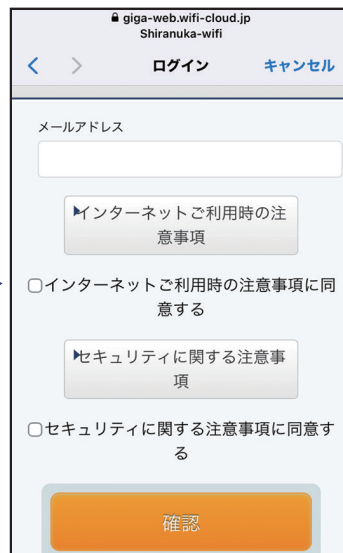 giga-web.wifi-cloud.jp
Shiranuka-wifi
ログイン キャンセル
メールアドレス
インターネットご利用時の注
意事項
インターネットご利用時の注意事項に同
意する
セキュリティに関する注意事
項
セキュリティに関する注意事項に同意す
る
確認